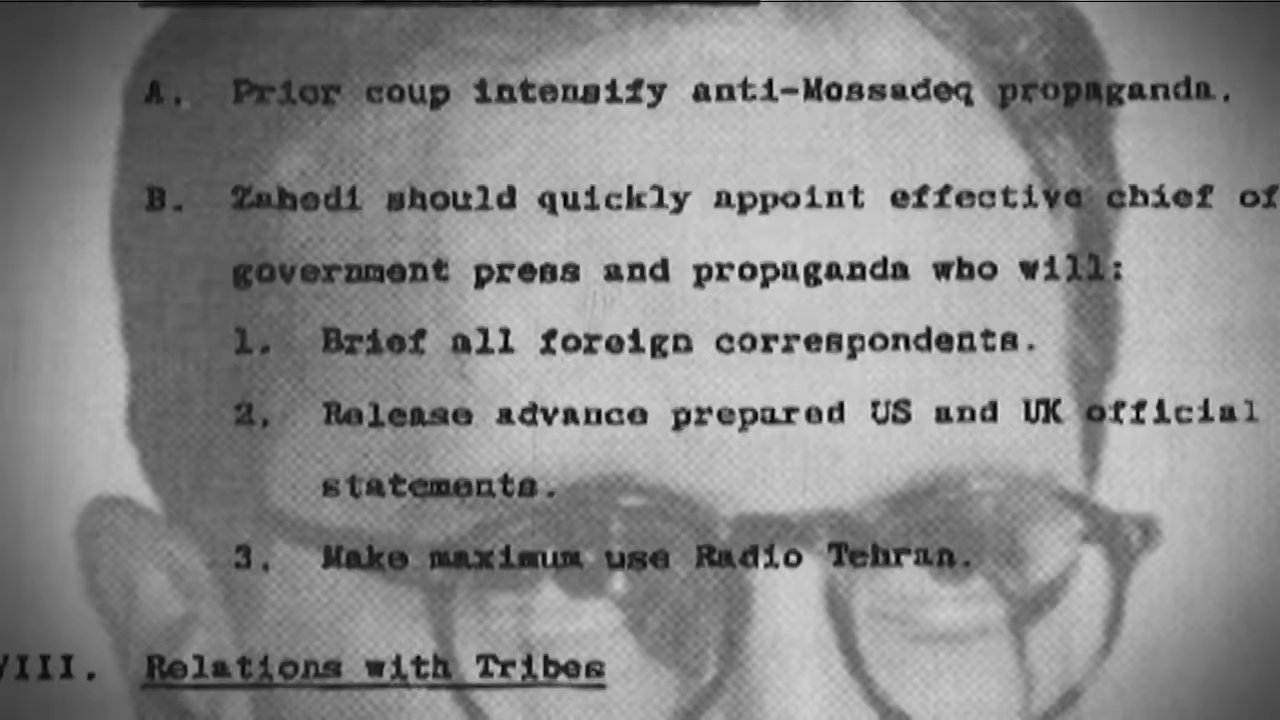 A. Prior coup intensify anti-Mossadeq propaganda.
B. Zahedi should quickly appoint effective chief of
government press and propaganda who will:
1. Brief all foreign correspondents.
2. Release advance prepared US and UK official
statements.
3. Make maximum use Radio Tehran.
VIII. Relations with Tribes